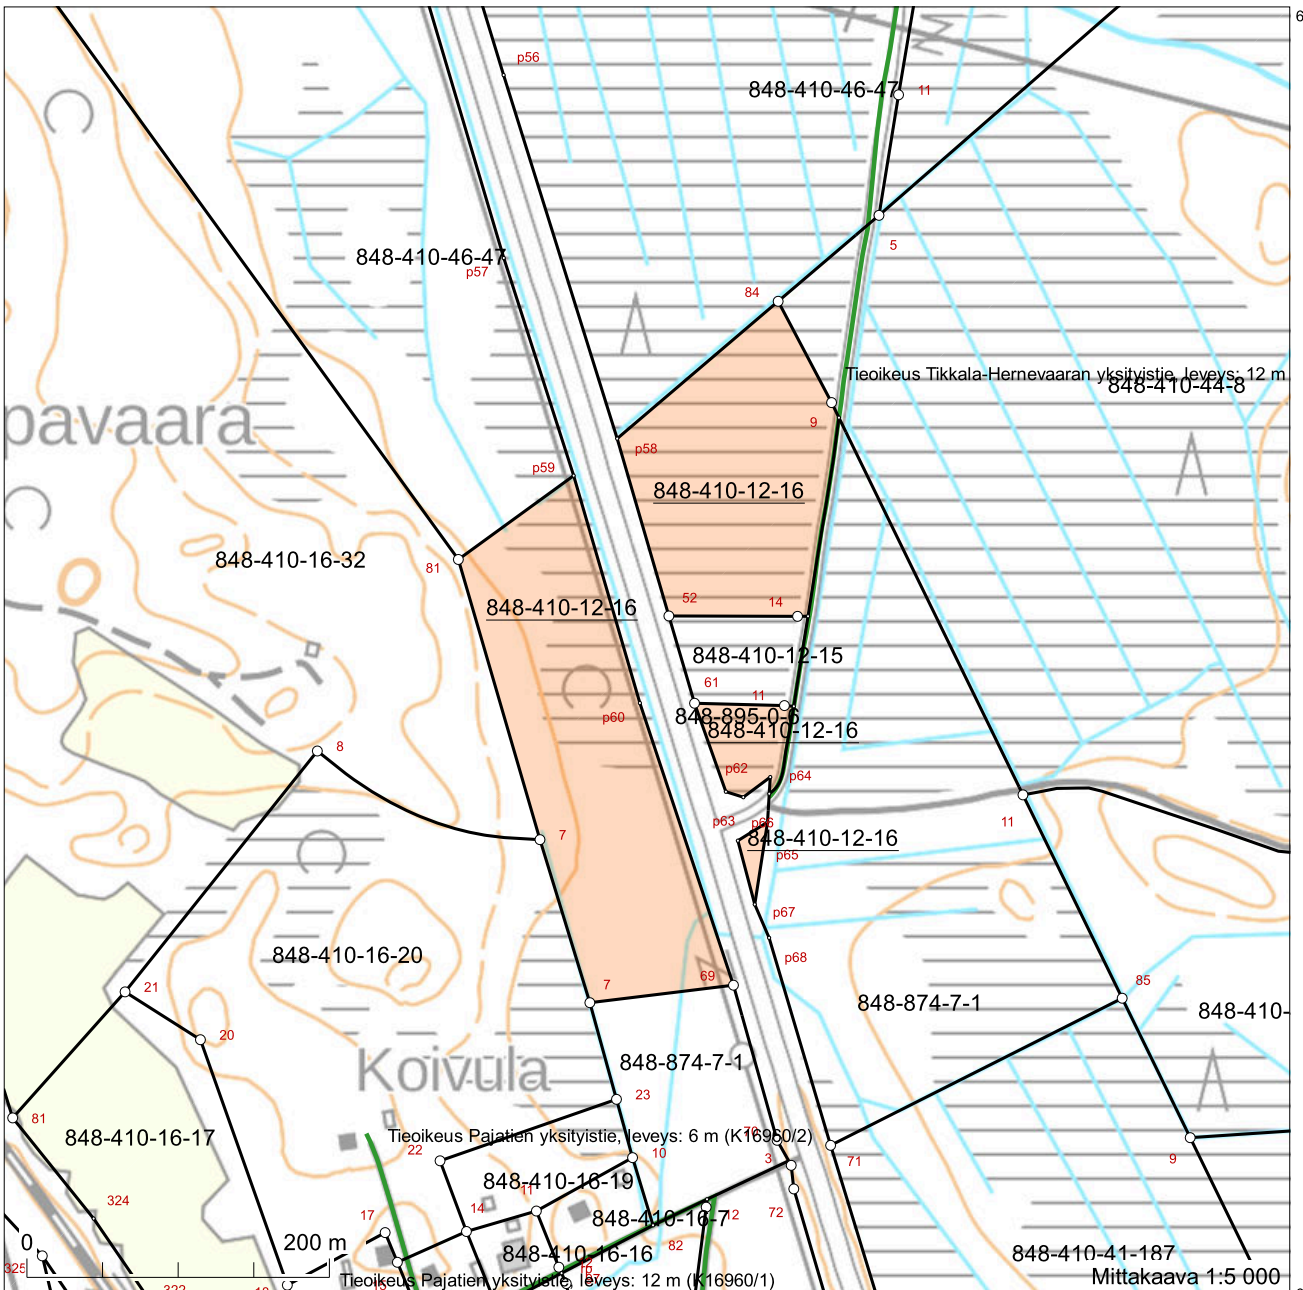 6
p56
848-410-46-47
11
848-410-46-47
p57
5
84
Tieoikeus Tikkala-Hernevaaran yksityistie, leveys: 12 m
848-410-44-8
pavaara
9
p58
p59
848-410-12-16
848-410-16-32
81
52
14
848-410-12-16
848-410-12-15
61
11
p60
848-895-0-6
848-410-12-16
8
p62
p64
p63
p66
11
7
848-410-12-16
p65
p67
848-410-16-20
p68
69
7
85
21
848-874-7-1
848-410-
20
Koivula
848-874-7-1
23
81
848-410-16-17
Tieoikeus Pajatien yksityistie, leveys: 6 m (K16960/2)
70
22
10
3
71
9
848-410-16-19
11
324
17
14
848-410-16-7
12
72
0
200 m
82
848-410-16-16
848-410-41-187
325
Mittakaava 1:5 000
Tieoikeus Pajatien yksityistie, leveys: 12 m (K16960/1)